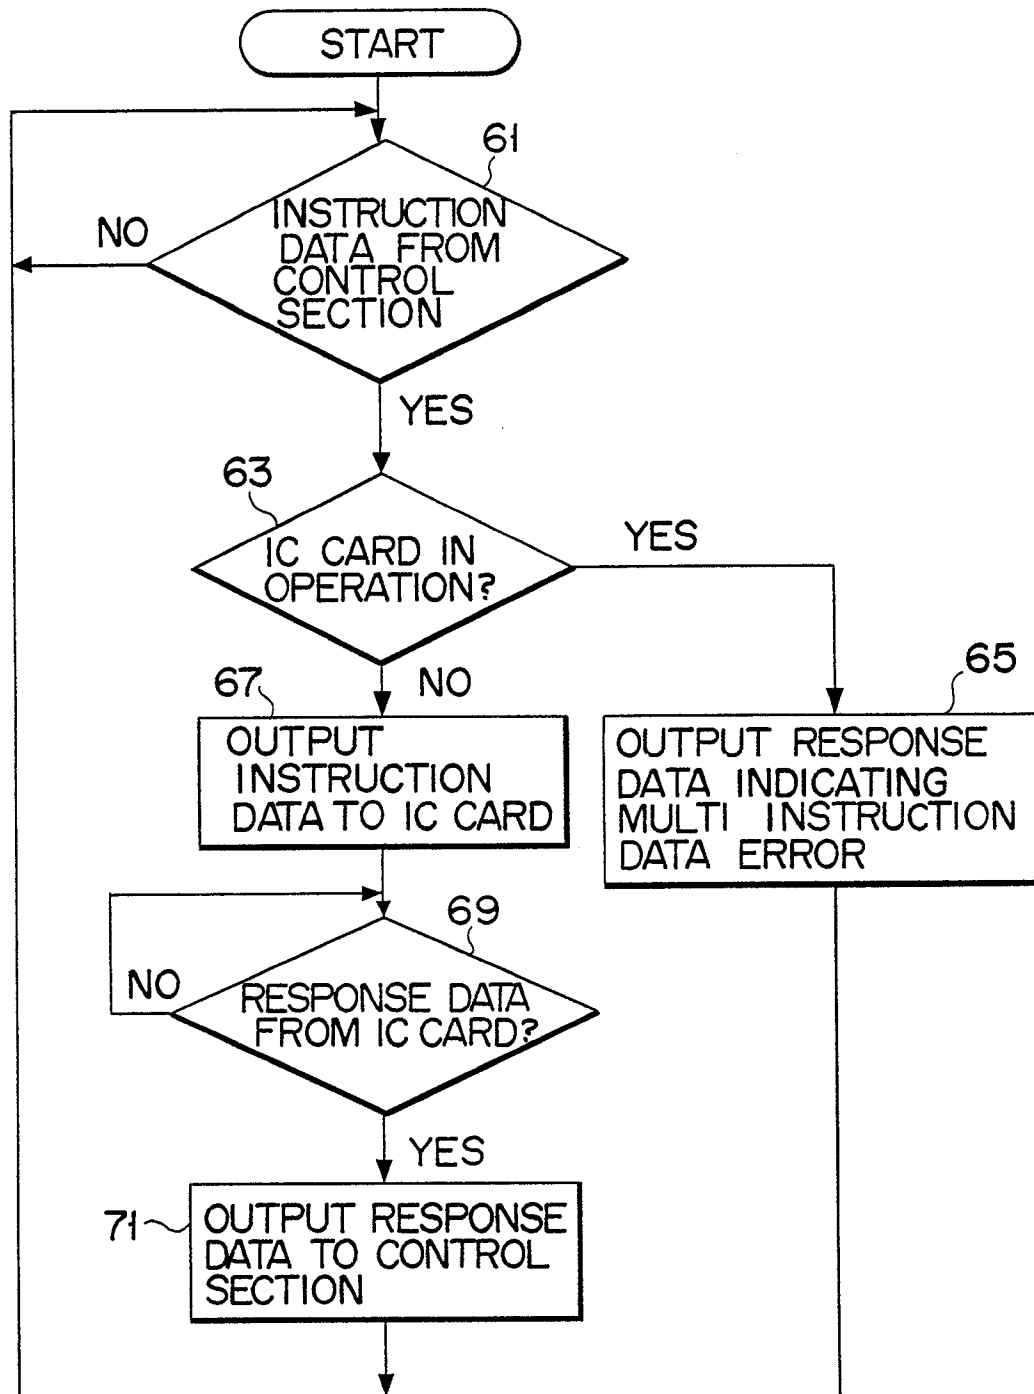 START
61
INSTRUCTION
DATA FROM
CONTROL
SECTION
NO
YES
63
IC CARD IN
OPERATION?
YES
NO
67
OUTPUT
INSTRUCTION
DATA TO IC CARD
65
OUTPUT RESPONSE
DATA INDICATING
MULTI INSTRUCTION
DATA ERROR
69
RESPONSE DATA
FROM IC CARD?
NO
YES
71
OUTPUT RESPONSE
DATA TO CONTROL
SECTION